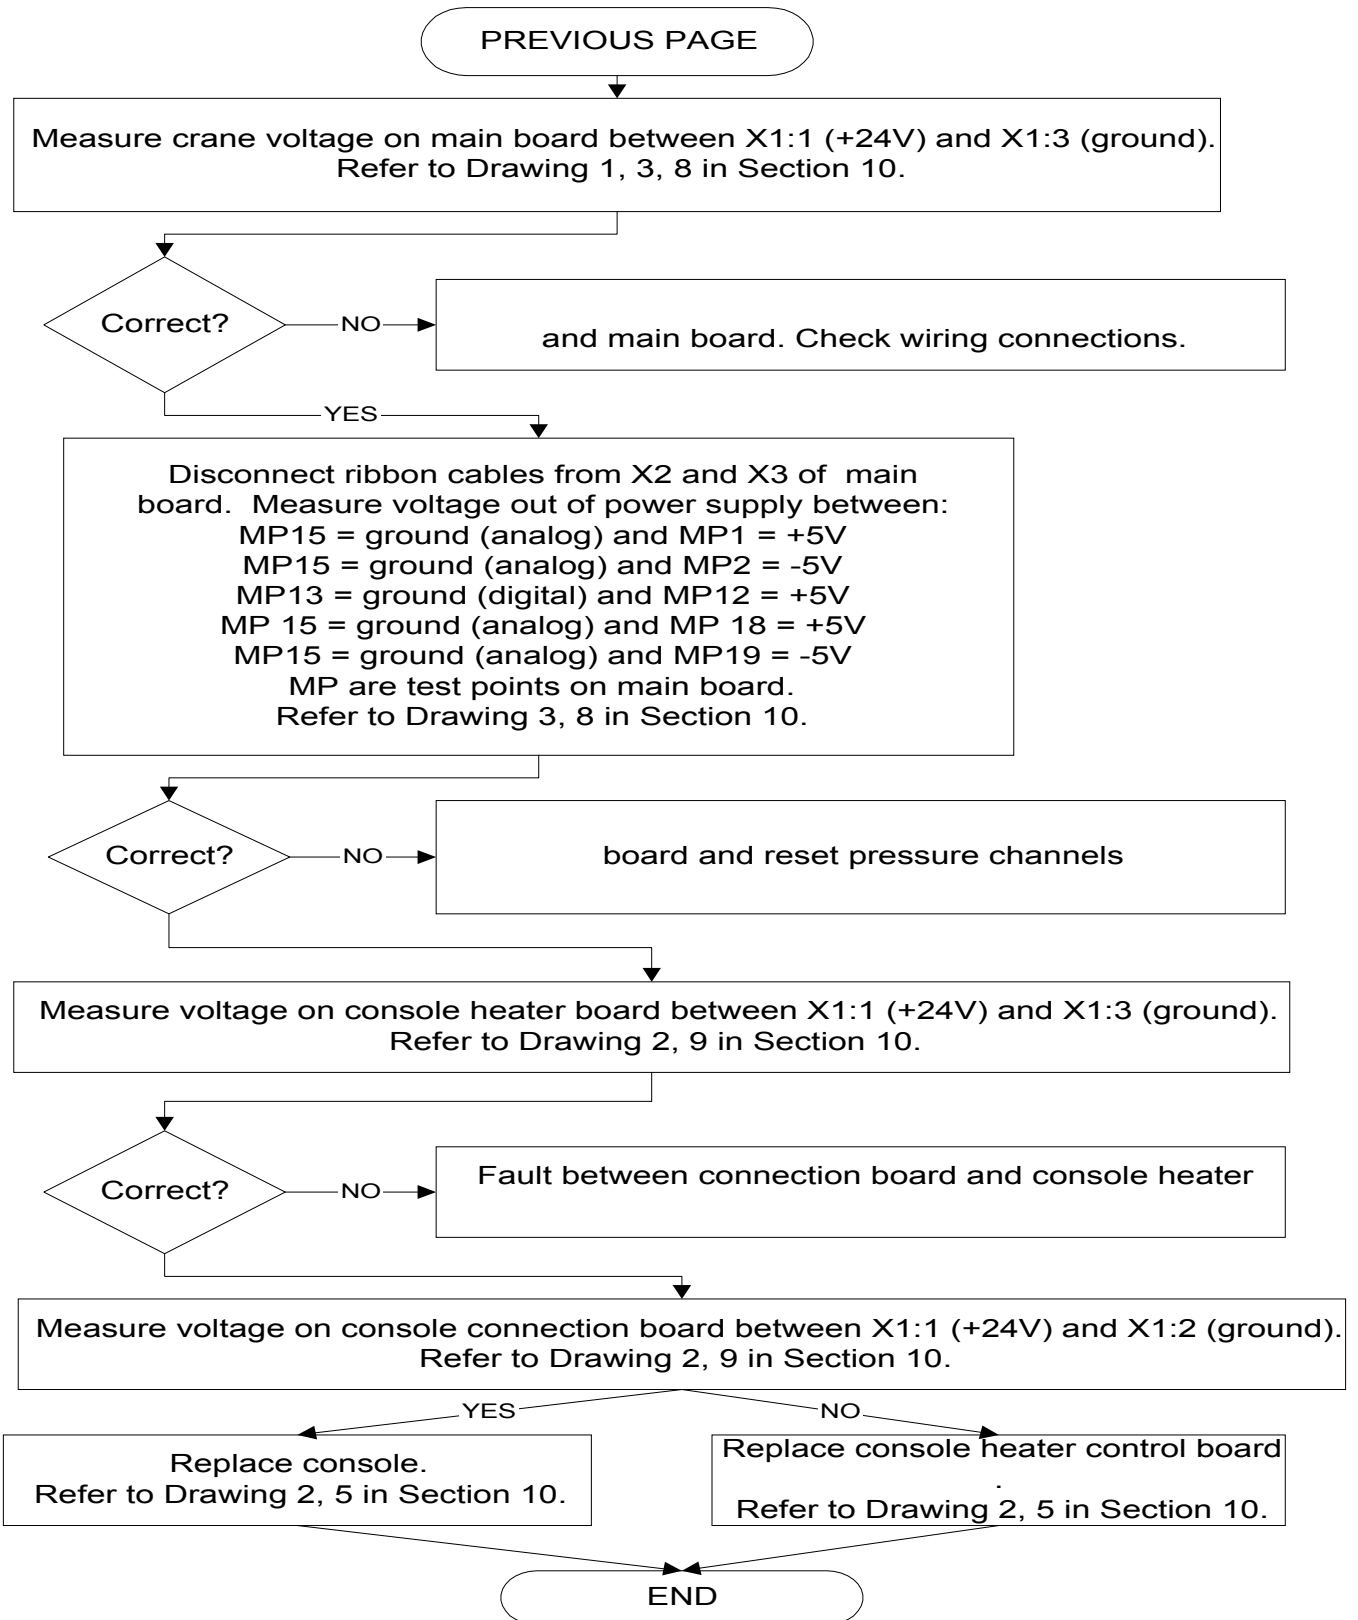 PREVIOUS PAGE
Measure crane voltage on main board between X1:1 (+24V) and X1:3 (ground).
Refer to Drawing 1, 3, 8 in Section 10.
Correct?
NO
and main board. Check wiring connections.
YES
Disconnect ribbon cables from X2 and X3 of main
board. Measure voltage out of power supply between:
MP15 = ground (analog) and MP1 = +5V
MP15 = ground (analog) and MP2 = -5V
MP13 = ground (digital) and MP12 = +5V
MP 15 = ground (analog) and MP 18 = +5V
MP15 = ground (analog) and MP19 = -5V
MP are test points on main board.
Refer to Drawing 3, 8 in Section 10.
Correct?
NO
board and reset pressure channels
Measure voltage on console heater board between X1:1 (+24V) and X1:3 (ground).
Refer to Drawing 2, 9 in Section 10.
Correct?
NO
Fault between connection board and console heater
Measure voltage on console connection board between X1:1 (+24V) and X1:2 (ground).
Refer to Drawing 2, 9 in Section 10.
YES
NO
Replace console.
Refer to Drawing 2, 5 in Section 10.
Replace console heater control board
.
Refer to Drawing 2, 5 in Section 10.
END